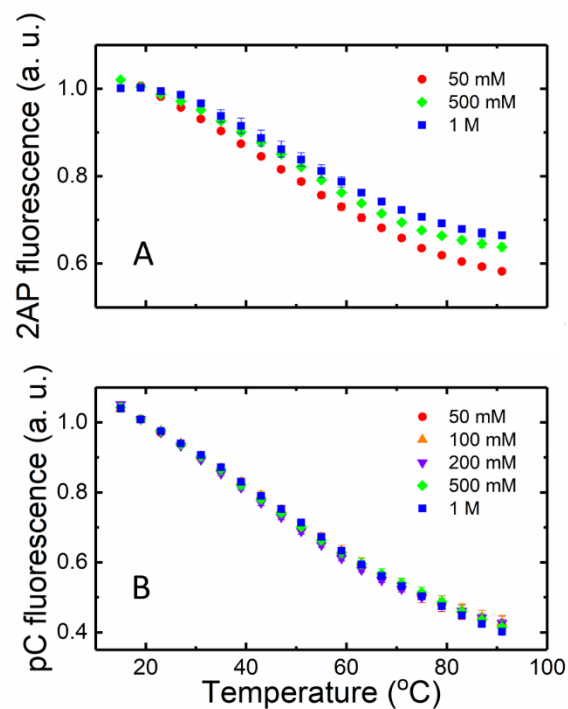 2AP fluorescence (a. u.)
1.0
0.8
0.6
50 mM
500 mM
1 M
A
pC fluorescence (a. u.)
1.0
0.8
0.6
0.4
50 mM
100 mM
200 mM
500 mM
1 M
B
20 40 60 80 100
Temperature (°C)